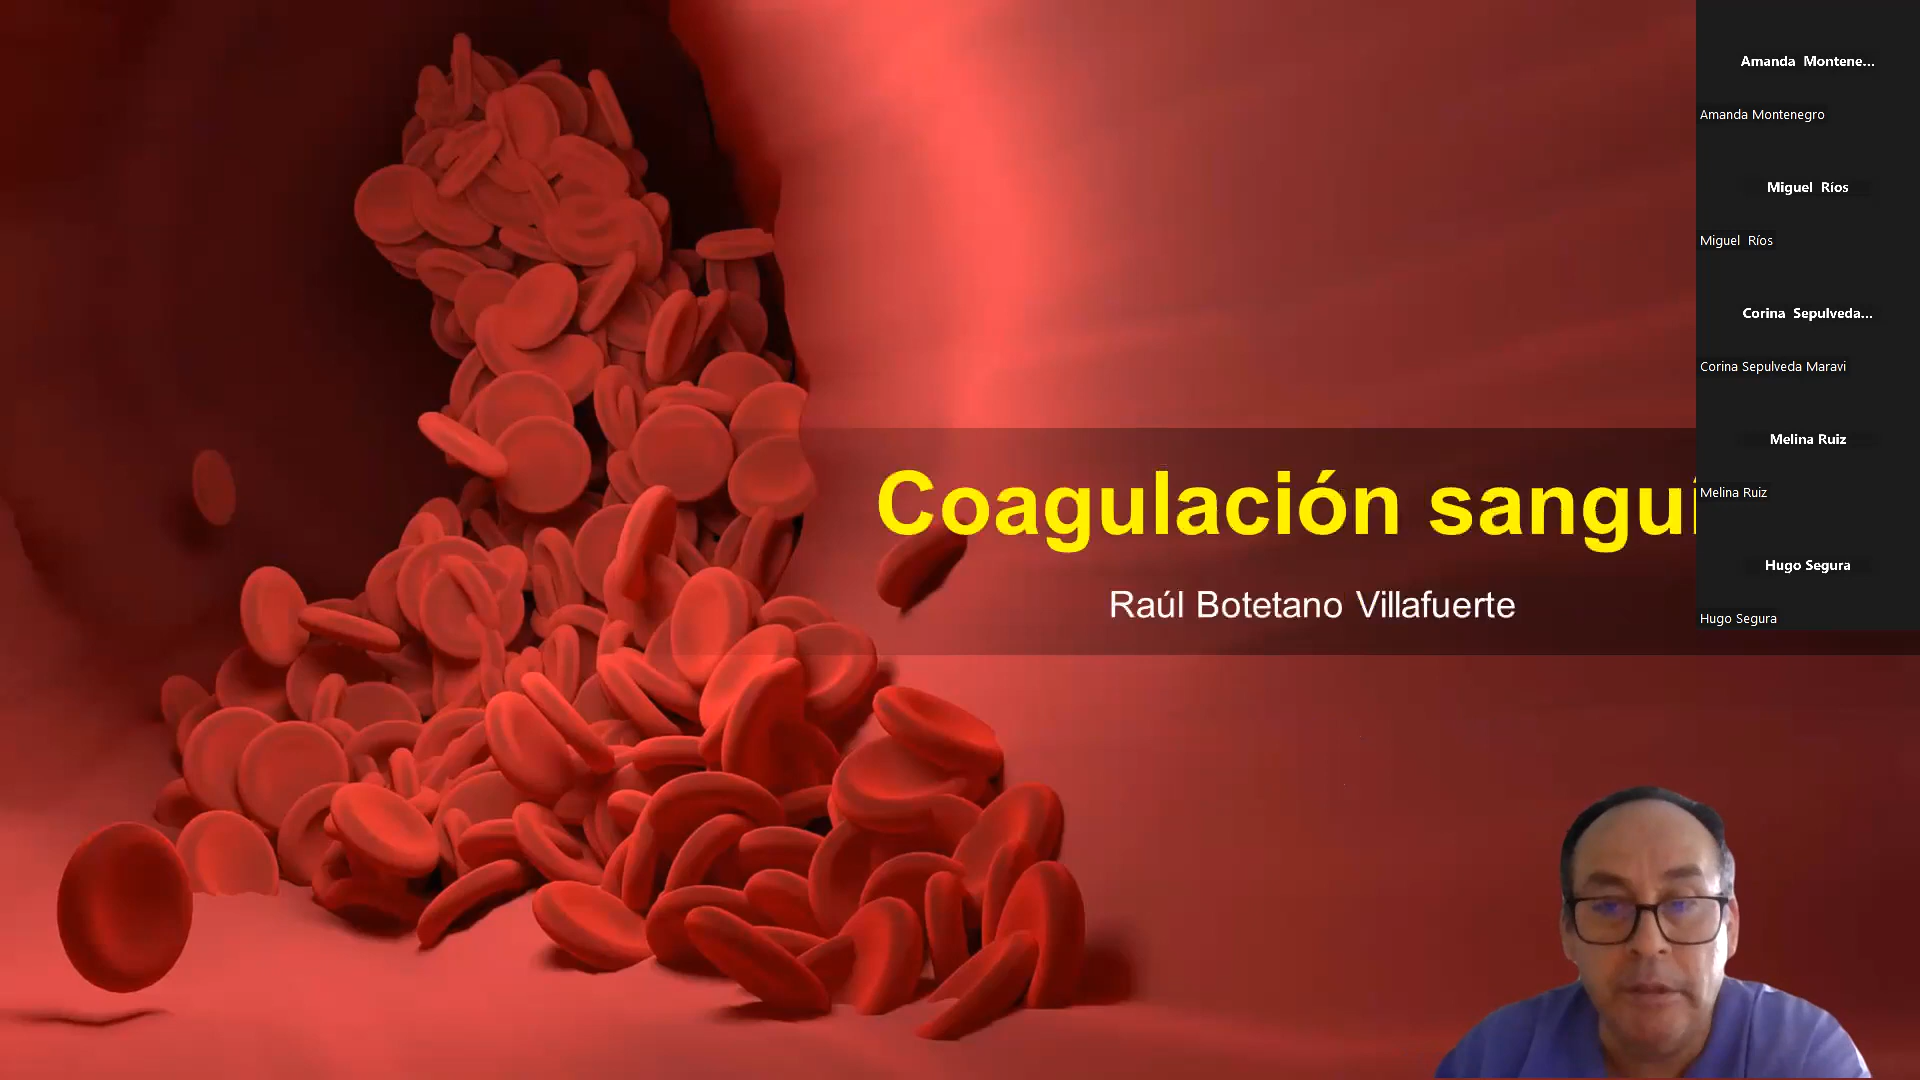 Coagulación sanguí
Raúl Botetano Villafuerte
Amanda Montene...
Amanda Montenegro
Miguel Ríos
Miguel Ríos
Corina Sepulveda...
Corina Sepulveda Maravi
Melina Ruiz
Melina Ruiz
Hugo Segura
Hugo Segura